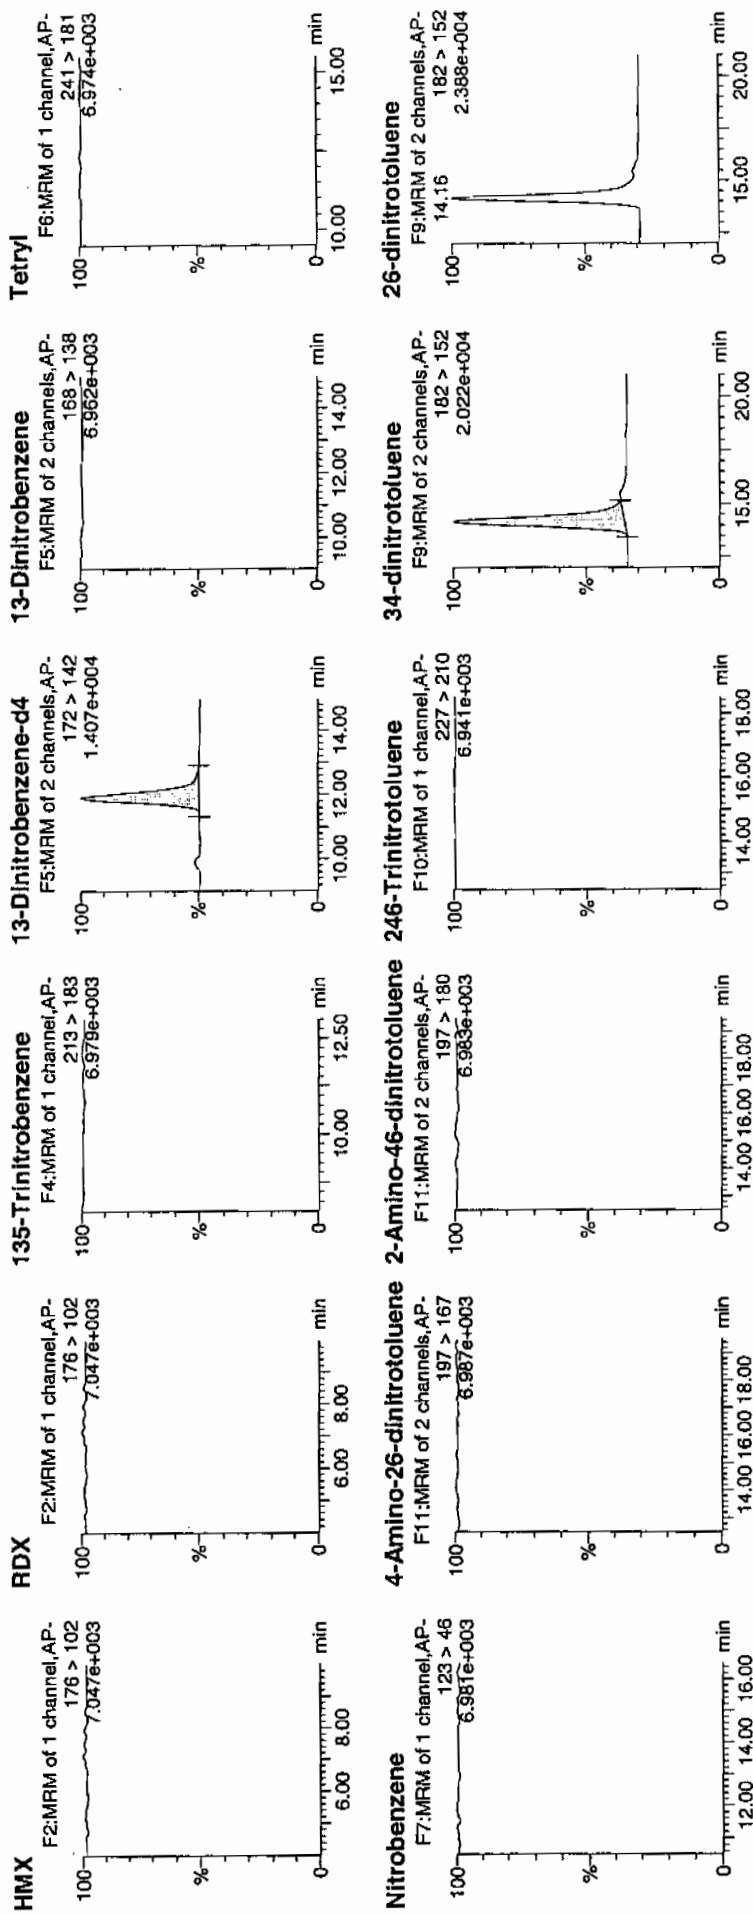 HMX
F2:MRM of 1 channel,AP-
176 > 102
7.047e+003
100
%
0
6.00 8.00 min
RDX
F2:MRM of 1 channel,AP-
176 > 102
7.047e+003
100
%
0
6.00 8.00 min
135-Trinitrobenzene
F4:MRM of 1 channel,AP-
213 > 183
6.979e+003
100
%
0
10.00 12.50 min
13-Dinitrobenzene-d4
F5:MRM of 2 channels,AP-
172 > 142
1.407e+004
100
%
0
10.00 12.00 14.00 min
13-Dinitrobenzene
F5:MRM of 2 channels,AP-
168 > 138
6.962e+003
100
%
0
10.00 12.00 14.00 min
Tetryl
F6:MRM of 1 channel,AP-
241 > 181
6.974e+003
100
%
0
10.00 15.00 min
Nitrobenzene
F7:MRM of 1 channel,AP-
123 > 46
6.981e+003
100
%
0
12.00 14.00 16.00 min
4-Amino-26-dinitrotoluene
F11:MRM of 2 channels,AP-
197 > 167
6.987e+003
100
%
0
14.00 16.00 18.00 min
2-Amino-46-dinitrotoluene
F11:MRM of 2 channels,AP-
197 > 180
6.983e+003
100
%
0
14.00 16.00 18.00 min
246-Trinitrotoluene
F10:MRM of 1 channel,AP-
227 > 210
6.941e+003
100
%
0
14.00 16.00 18.00 min
34-dinitrotoluene
F9:MRM of 2 channels,AP-
182 > 152
2.022e+004
100
%
0
15.00 20.00 min
26-dinitrotoluene
F9:MRM of 2 channels,AP-
14.16 182 > 152
2.388e+004
100
%
0
15.00 20.00 min